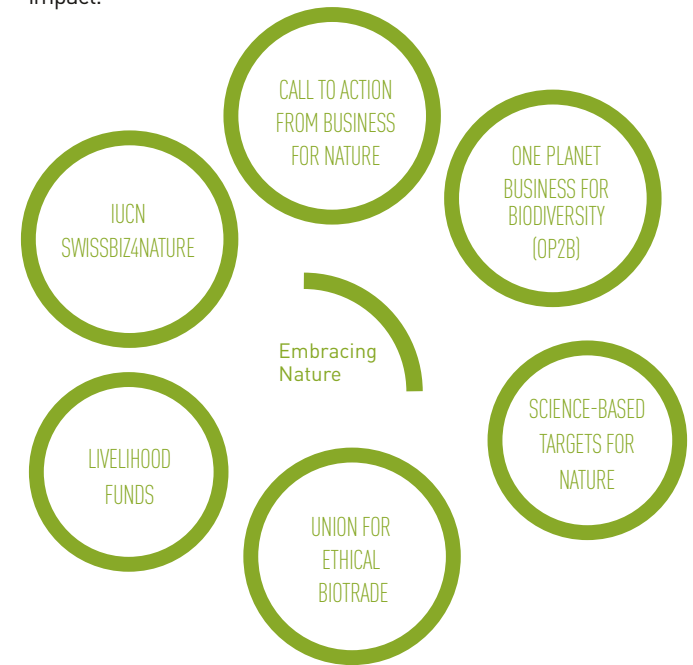 impact.
CALL TO ACTION
FROM BUSINESS
FOR NATURE
ONE PLANET
BUSINESS FOR
BIODIVERSITY
(OP2B)
IUCN
SWISSBIZ4NATURE
Embracing
Nature
SCIENCE-BASED
TARGETS FOR
NATURE
LIVELIHOOD
FUNDS
UNION FOR
ETHICAL
BIOTRADE